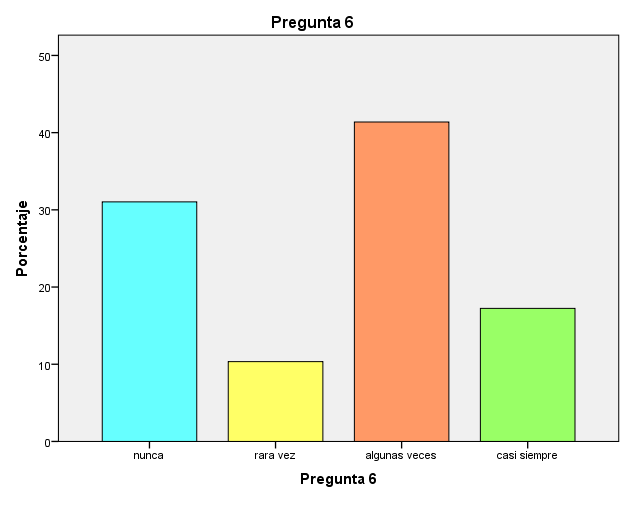 Pregunta 6
50
40
30
20
10
0
Porcentaje
nunca
rara vez
algunas veces
casi siempre
Pregunta 6